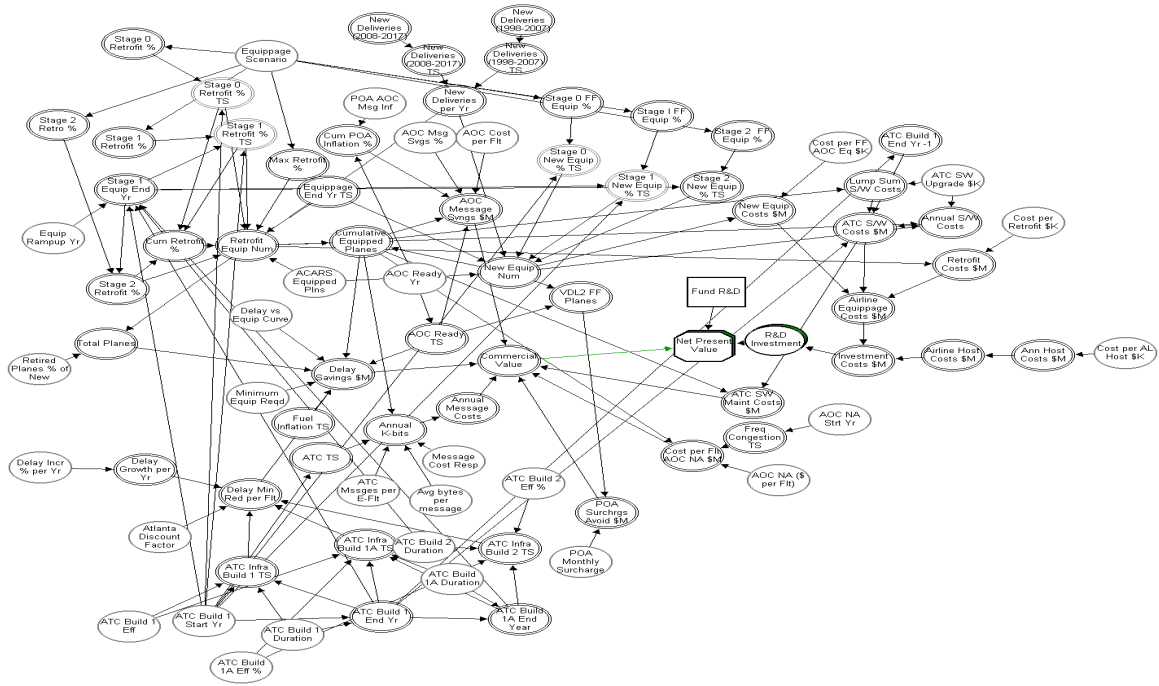 New
Deliveries
(2008-2017)
New
Deliveries
(1998-2007)
Stage 0
Retrofit %
Equippage
Scenario
New
Deliveries
(2008-2017)
TS
New
Deliveries
(1998-2007)
TS
Stage 0
Retrofit %
TS
POA AOC
Msg Inf
New
Deliveries
per Yr
Stage 0 FF
Equip %
Stage I FF
Equip %
Stage 2 FF
Equip %
Stage 2
Retro %
Stage 1
Retrofit %
Stage 1
Retrofit %
TS
Cum POA
Inflation %
AOC Msg
Svgs %
AOC Cost
per Flt
Cost per FF
AOC Eq $K
ATC Build 1
End Yr -1
Max Retrofit
%
Stage 0
New Equip
% TS
Stage 1
Equip End
Yr
Equippage
End Yr TS
Stage 1
New Equip
% TS
Stage 2
New Equip
% TS
Lump Sum
S/W Costs
ATC SW
Upgrade $K
AOC
Message
Svngs $M
New Equip
Costs $M
Equip
Rampup Yr
Cum Retrofit
%
Retrofit
Equip Num
Cumulative
Equipped
Planes
ATC S/W
Costs $M
Annual S/W
Costs
Cost per
Retrofit $K
Stage 2
Retrofit %
ACARS
Equipped
Plns
AOC Ready
Yr
New Equip
Num
Retrofit
Costs $M
VDL2 FF
Planes
Fund R&D
Delay vs
Equip Curve
Airline
Equippage
Costs $M
Total Planes
AOC Ready
TS
Net Present
Value
R&D
Investment
Retired
Planes % of
New
Delay
Savings $M
Commercial
Value
Investment
Costs $M
Airline Host
Costs $M
Ann Host
Costs $M
Cost per AL
Host $K
Minimum
Equip Reqd
Annual
Message
Costs
ATC SW
Maint Costs
$M
Fuel
Inflation TS
Annual
K-bits
Freq
Congestion
TS
AOC NA
Strt Yr
Delay Incr
% per Yr
Delay
Growth per
Yr
ATC TS
Message
Cost Resp
Cost per Flt
AOC NA $M
Delay Min
Red per Flt
ATC
Mssges per
E-Flt
Avg bytes
per
message
ATC Build 2
Eff %
AOC NA ($
per Flt)
Atlanta
Discount
Factor
POA
Surchrgs
Avoid $M
ATC Infra
Build 1A TS
ATC Build 2
Duration
ATC Infra
Build 2 TS
POA
Monthly
Surcharge
ATC Infra
Build 1 TS
ATC Build
1A Duration
ATC Build 1
Eff
ATC Build 1
Start Yr
ATC Build 1
Duration
ATC Build 1
End Yr
ATC Build
1A End
Year
ATC Build
1A Eff %